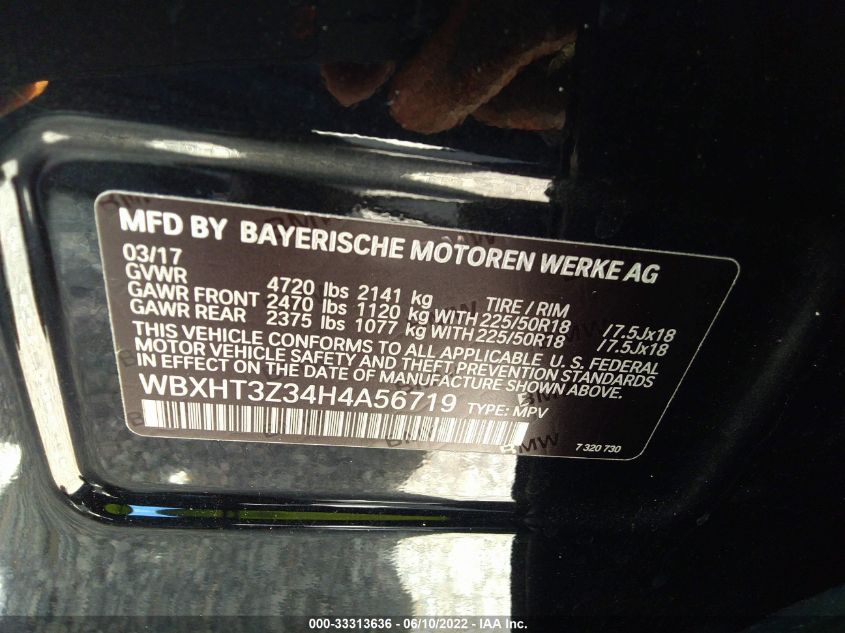 MFD BY BAYERISCHE MOTOREN WERKE AG
03/17
GVWR 4720 lbs 2141 kg TIRE / RIM
GAWR FRONT 2470 lbs 1120 kg WITH 225/50R18 /7.5Jx18
GAWR REAR 2375 lbs 1077 kg WITH 225/50R18 /7.5Jx18
THIS VEHICLE CONFORMS TO ALL APPLICABLE U. S. FEDERAL
MOTOR VEHICLE SAFETY AND THEFT PREVENTION STANDARDS
IN EFFECT ON THE DATE OF MANUFACTURE SHOWN ABOVE.
WBXHT3Z34H4A56719 TYPE: MPV
7 320 730
000-33313636 - 06/10/2022 - IAA Inc.